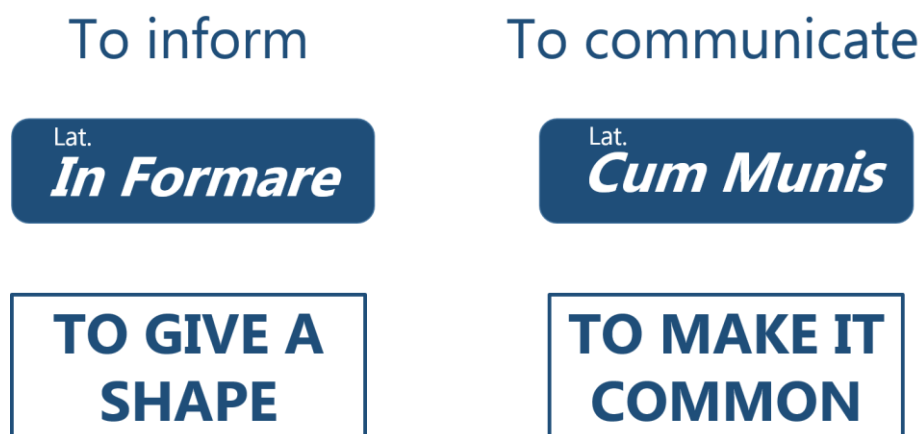 To inform
Lat.
In Formare
TO GIVE A
SHAPE
To communicate
Lat.
Cum Munis
TO MAKE IT
COMMON